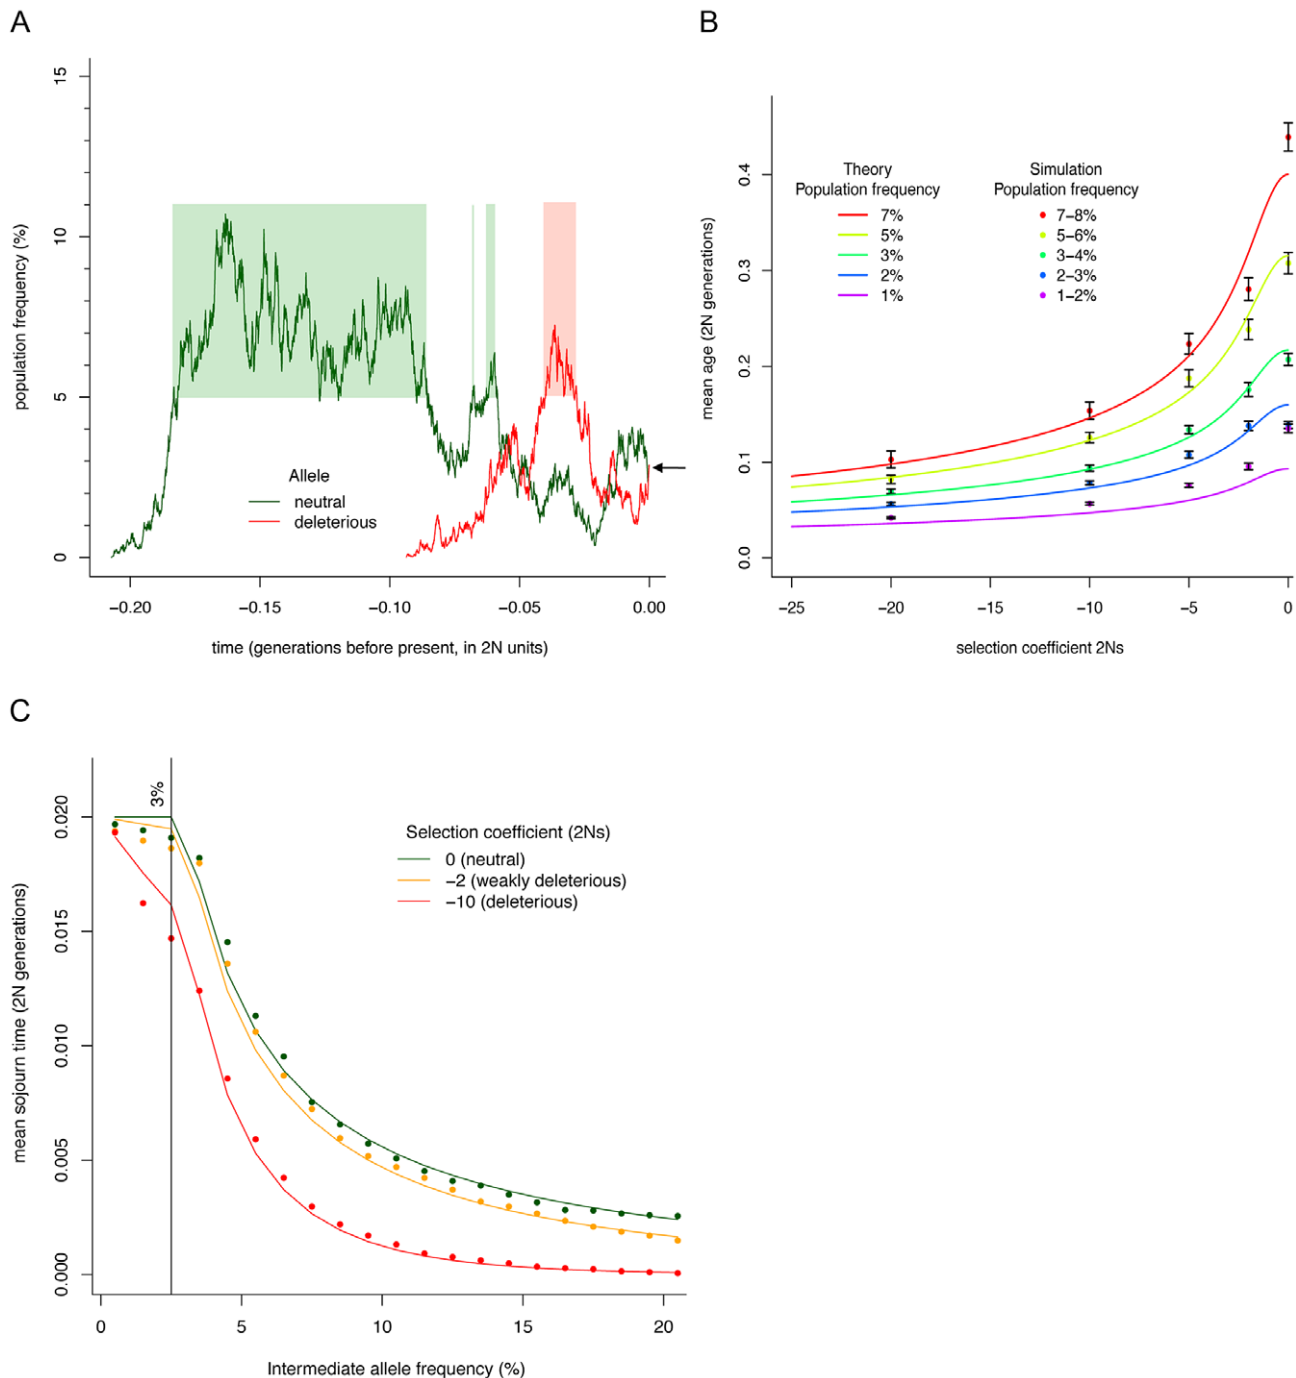 A
15
10
5
0
population frequency (%)
Allele
neutral
deleterious
−0.20 −0.15 −0.10 −0.05 0.00
time (generations before present, in 2N units)
B
0.4
0.3
0.2
0.1
0.0
mean age (2N generations)
Theory
Population frequency
7%
5%
3%
2%
1%
Simulation
Population frequency
7−8%
5−6%
3−4%
2−3%
1−2%
−25 −20 −15 −10 −5 0
selection coefficient 2Ns
C
0.020
0.015
0.010
0.005
0.000
mean sojourn time (2N generations)
3%
Selection coefficient (2Ns)
0 (neutral)
−2 (weakly deleterious)
−10 (deleterious)
0 5 10 15 20
Intermediate allele frequency (%)